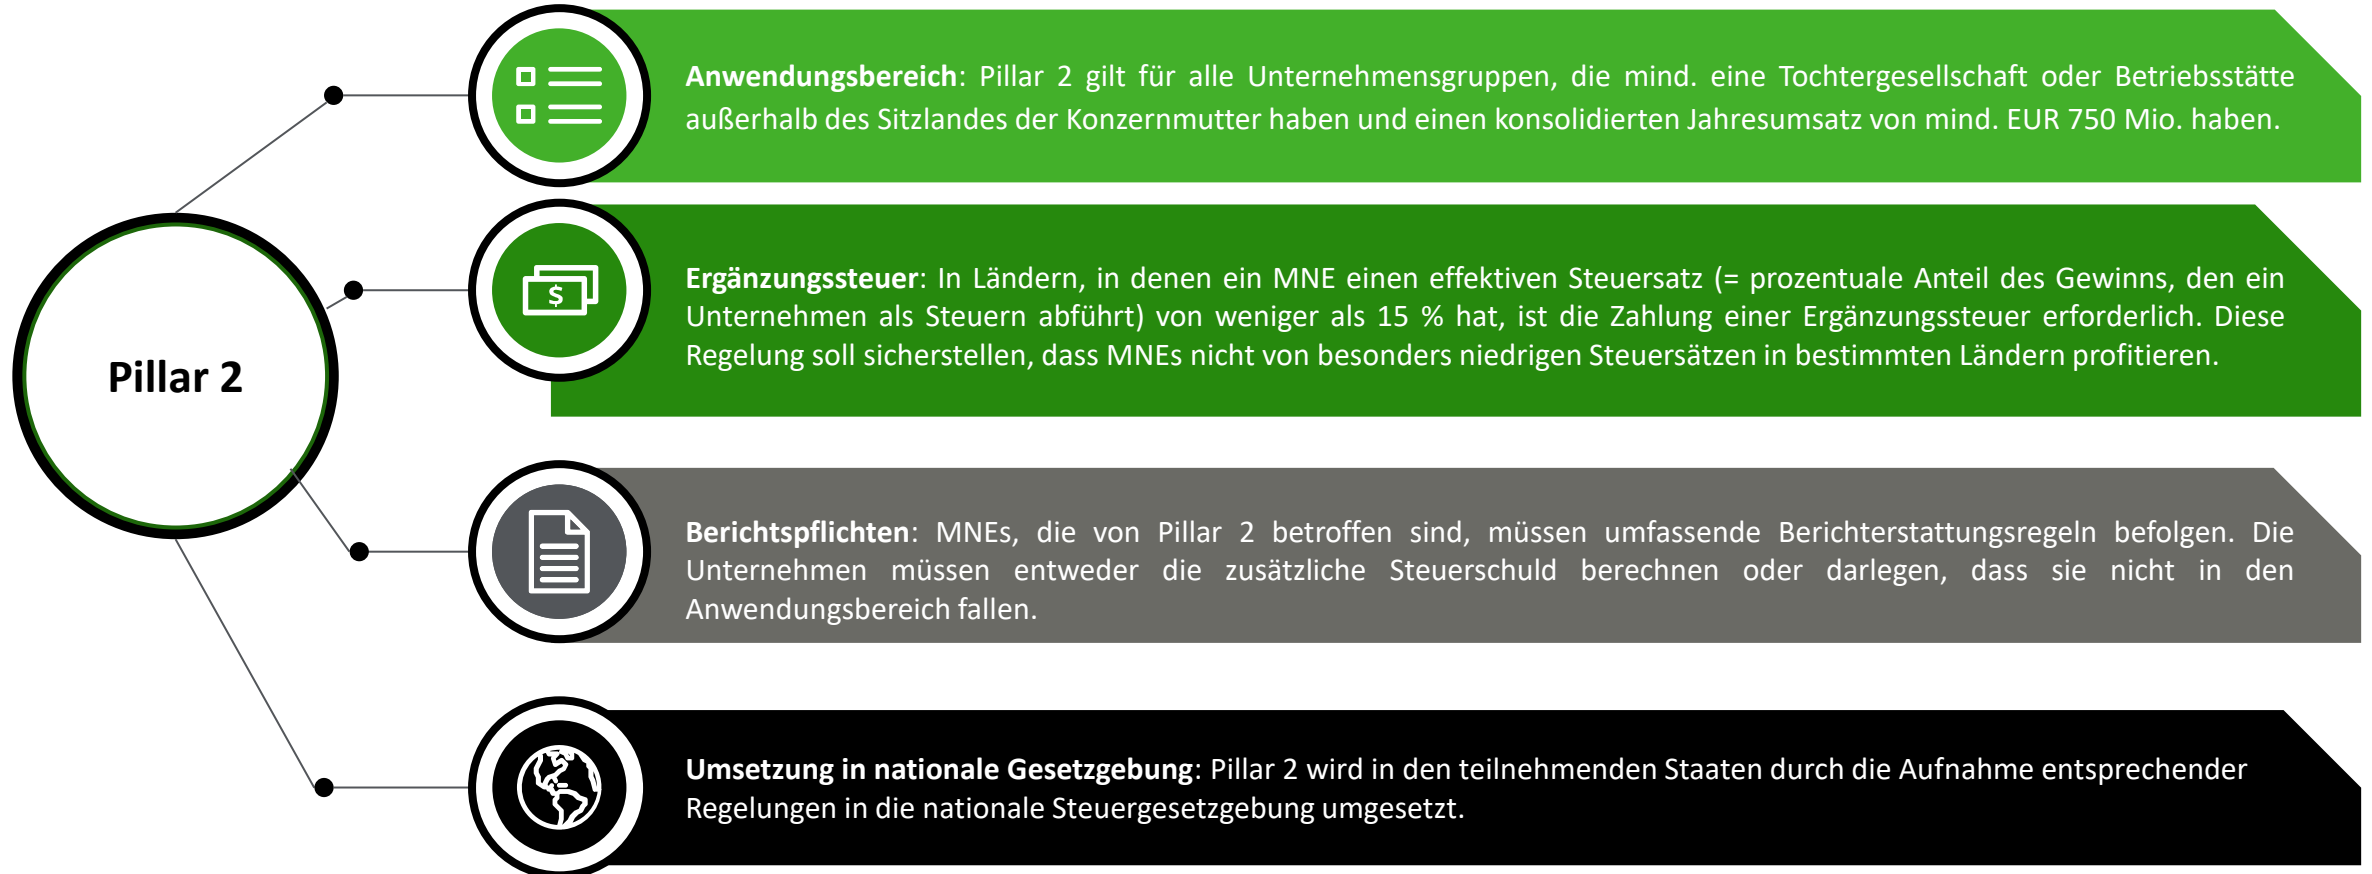 Anwendungsbereich: Pillar 2 gilt für alle Unternehmensgruppen, die mind. eine Tochtergesellschaft oder Betriebsstätte
außerhalb des Sitzlandes der Konzernmutter haben und einen konsolidierten Jahresumsatz von mind. EUR 750 Mio. haben.
$
Ergänzungssteuer: In Ländern, in denen ein MNE einen effektiven Steuersatz (= prozentuale Anteil des Gewinns, den ein
Unternehmen als Steuern abführt) von weniger als 15 % hat, ist die Zahlung einer Ergänzungssteuer erforderlich. Diese
Regelung soll sicherstellen, dass MNEs nicht von besonders niedrigen Steuersätzen in bestimmten Ländern profitieren.
Pillar 2
Berichtspflichten: MNEs, die von Pillar 2 betroffen sind, müssen umfassende Berichterstattungsregeln befolgen. Die
Unternehmen müssen entweder die zusätzliche Steuerschuld berechnen oder darlegen, dass sie nicht in den
Anwendungsbereich fallen.
Umsetzung in nationale Gesetzgebung: Pillar 2 wird in den teilnehmenden Staaten durch die Aufnahme entsprechender
Regelungen in die nationale Steuergesetzgebung umgesetzt.